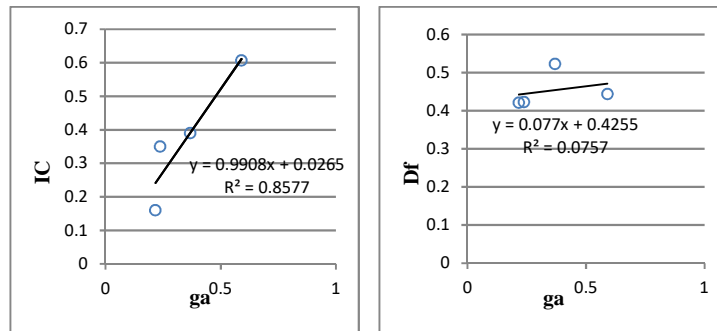 0.7
0.6
0.5
0.4
0.3
0.2
0.1
0
IC
y = 0.9908x + 0.0265
R² = 0.8577
0 0.5 1
ga
0.6
0.5
0.4
0.3
0.2
0.1
0
Df
y = 0.077x + 0.4255
R² = 0.0757
0 0.5 1
ga